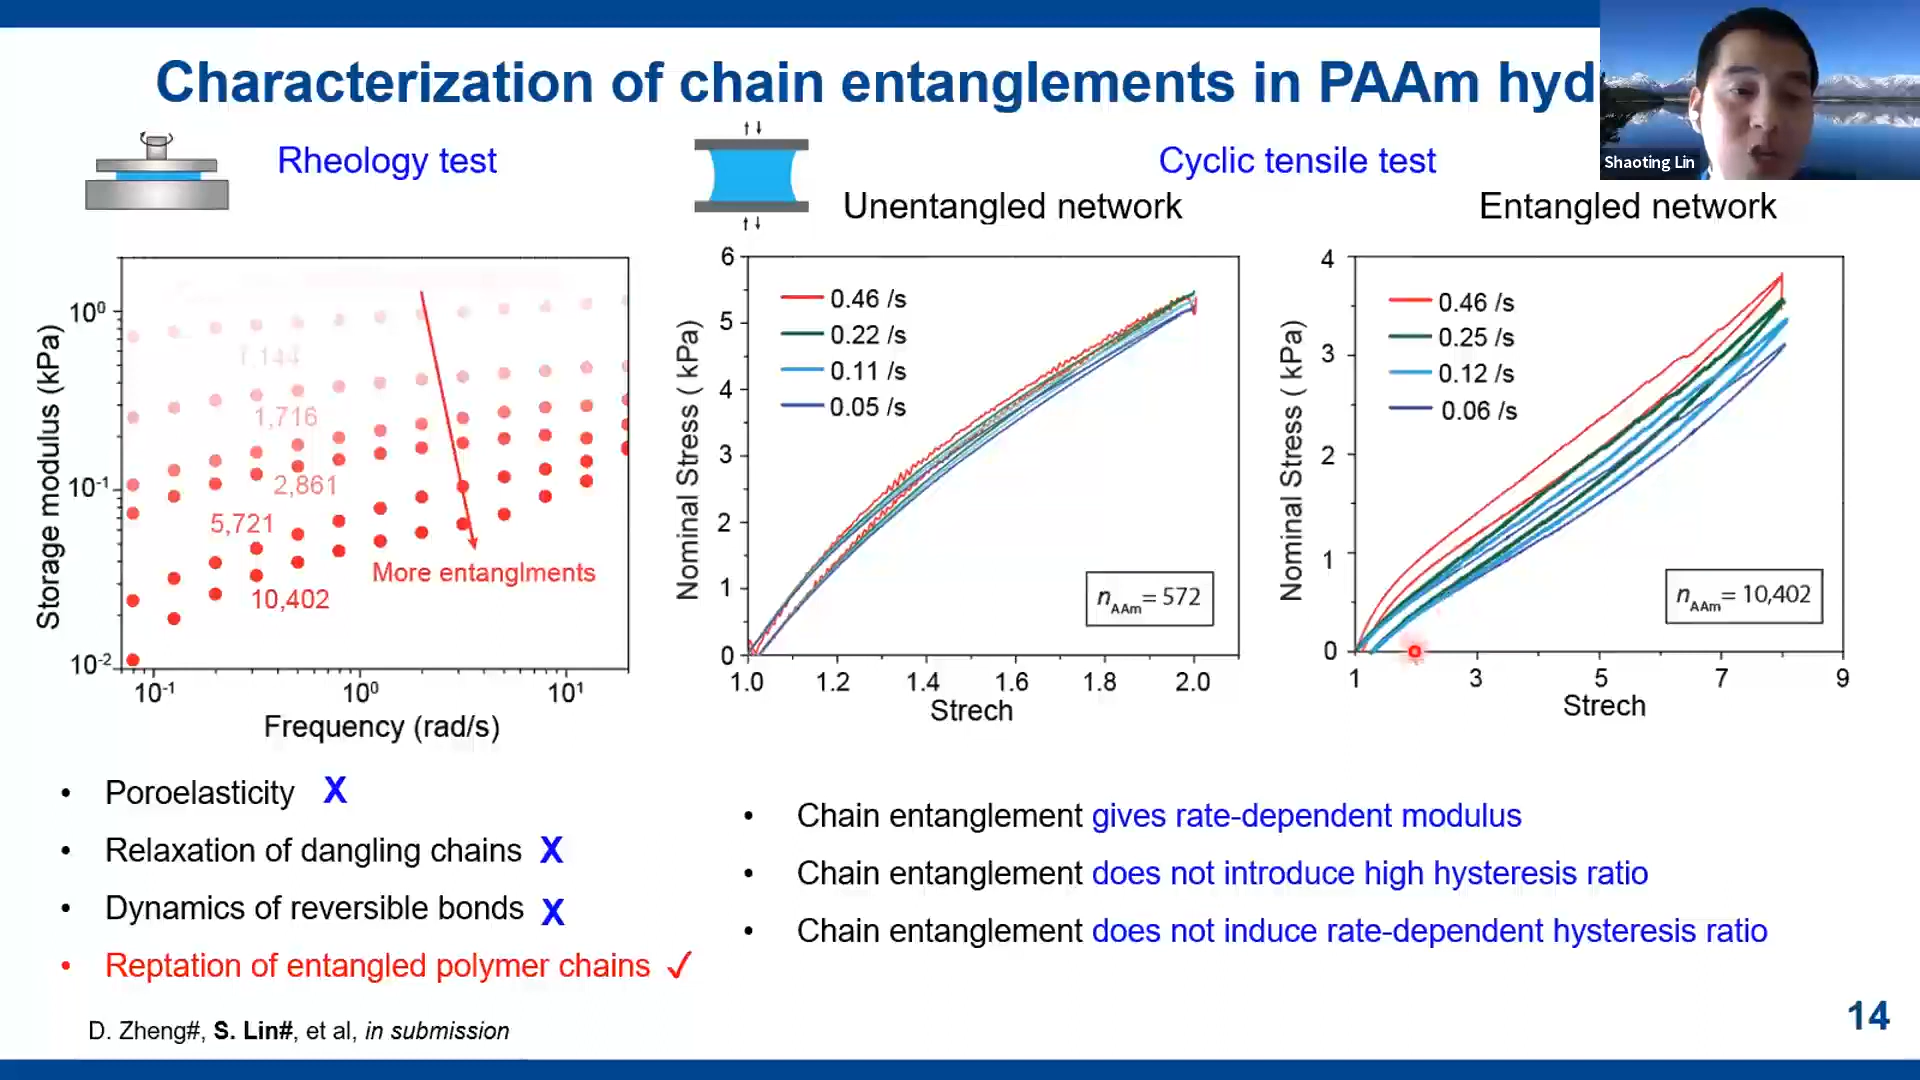 Characterization of chain entanglements in PAAm hyd
Shaoting Lin
Rheology test
Cyclic tensile test
Unentangled network
Entangled network
Storage modulus (kPa)
10⁰
10⁻¹
10⁻²
1,144
1,716
2,861
5,721
10,402
More entanglments
10⁻¹
10⁰
10¹
Frequency (rad/s)
Nominal Stress ( kPa)
6
5
4
3
2
1
0
0.46 /s
0.22 /s
0.11 /s
0.05 /s
nAAm= 572
1.0
1.2
1.4
1.6
1.8
2.0
Strech
Nominal Stress ( kPa)
4
3
2
1
0
0.46 /s
0.25 /s
0.12 /s
0.06 /s
nAAm= 10,402
1
3
5
7
9
Strech
• Poroelasticity X
• Relaxation of dangling chains X
• Dynamics of reversible bonds X
• Reptation of entangled polymer chains ✓
• Chain entanglement gives rate-dependent modulus
• Chain entanglement does not introduce high hysteresis ratio
• Chain entanglement does not induce rate-dependent hysteresis ratio
D. Zheng#, S. Lin#, et al, in submission
14